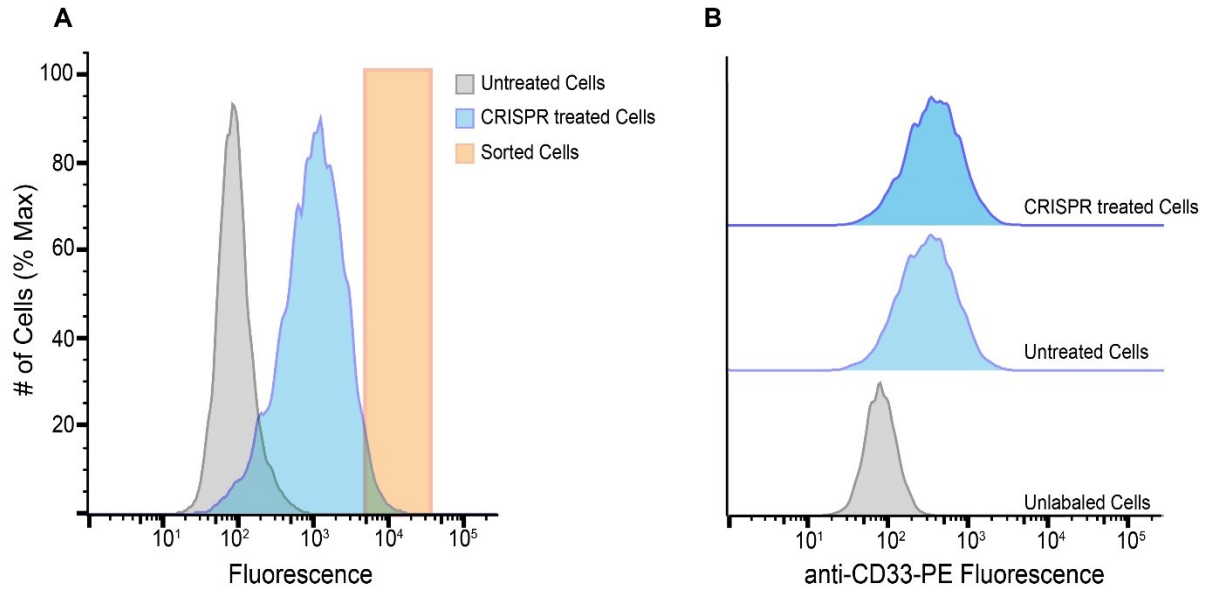 A
# of Cells (% Max)
100
80
60
40
20
10¹ 10² 10³ 10⁴ 10⁵
Fluorescence
Untreated Cells
CRISPR treated Cells
Sorted Cells
B
CRISPR treated Cells
Untreated Cells
Unlabaled Cells
10¹ 10² 10³ 10⁴ 10⁵
anti-CD33-PE Fluorescence